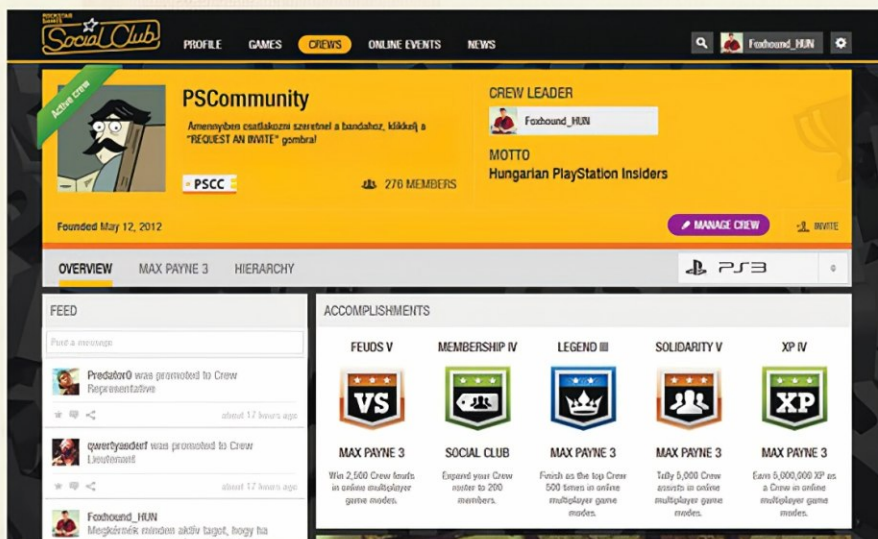 ROCKSTAR GAMES
Social Club
PROFILE GAMES CREWS ONLINE EVENTS NEWS
Foxhound_HUN
Active crew
PSCommunity
Amennyiben csatlakozni szeretnel a bandahoz, klikkelj a
"REQUEST AN INVITE" gombra!
PSCC
276 MEMBERS
CREW LEADER
Foxhound_HUN
MOTTO
Hungarian PlayStation Insiders
Founded May 12, 2012
MANAGE CREW
INVITE
OVERVIEW MAX PAYNE 3 HIERARCHY
PS3
FEED
Post a message
Predator0 was promoted to Crew
Representative
about 17 hours ago
qwertyasderf was promoted to Crew
Lieutenant
about 17 hours ago
Foxhound_HUN
Megkérnék minden aktív tagot, hogy ha
ACCOMPLISHMENTS
FEUDS V
VS
MAX PAYNE 3
Win 2,500 Crew feuds
in online multiplayer
game modes.
MEMBERSHIP IV
SOCIAL CLUB
Expand your Crew
roster to 200
members.
LEGEND III
MAX PAYNE 3
Finish as the top Crew
500 times in online
multiplayer game
modes.
SOLIDARITY V
MAX PAYNE 3
Tally 5,000 Crew
assists in online
multiplayer game
modes.
XP IV
XP
MAX PAYNE 3
Earn 5,000,000 XP as
a Crew in online
multiplayer game
modes.